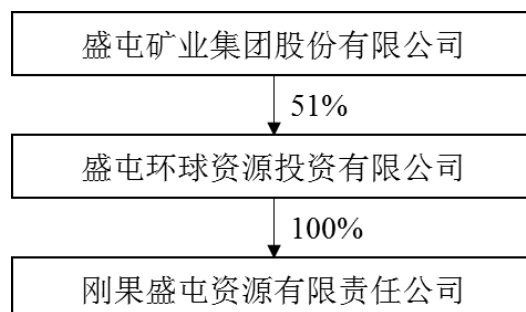 盛屯矿业集团股份有限公司
51%
盛屯环球资源投资有限公司
100%
刚果盛屯资源有限责任公司